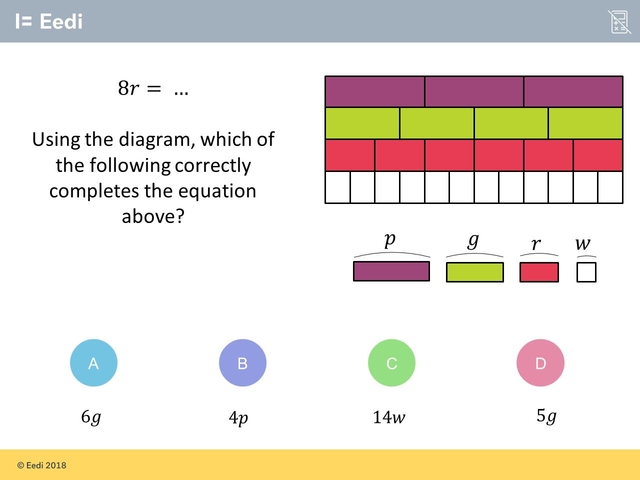 I= Eedi
8r = ...
Using the diagram, which of
the following correctly
completes the equation
above?
p g r w
A B C D
6g 4p 14w 5g
© Eedi 2018